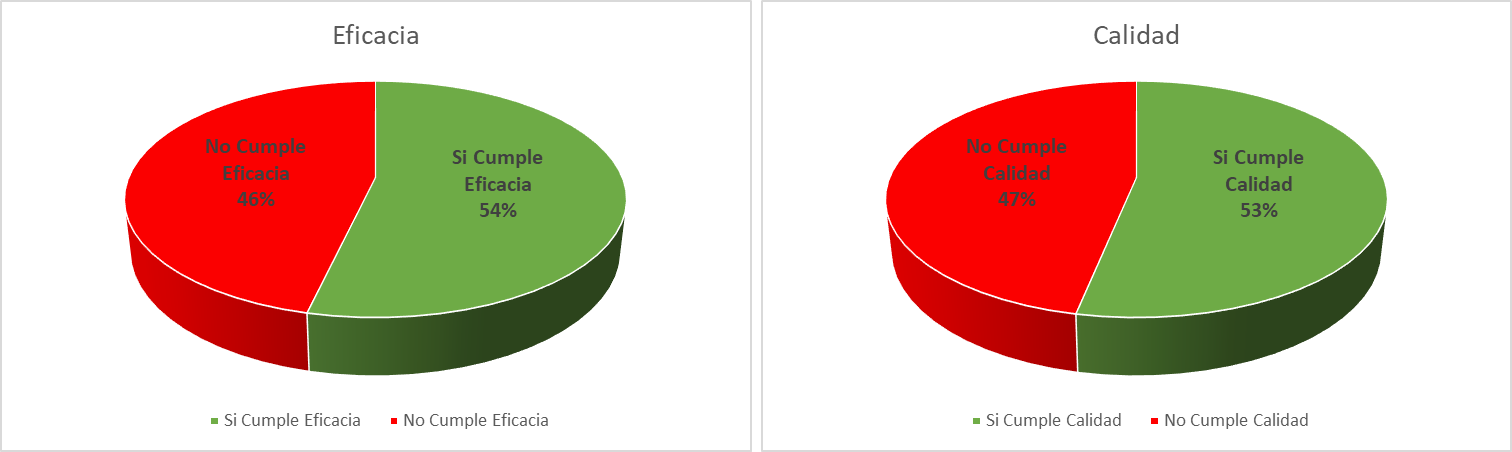 Eficacia
No Cumple
Eficacia
46%
Si Cumple
Eficacia
54%
Si Cumple Eficacia
No Cumple Eficacia
Calidad
No Cumple
Calidad
47%
Si Cumple
Calidad
53%
Si Cumple Calidad
No Cumple Calidad